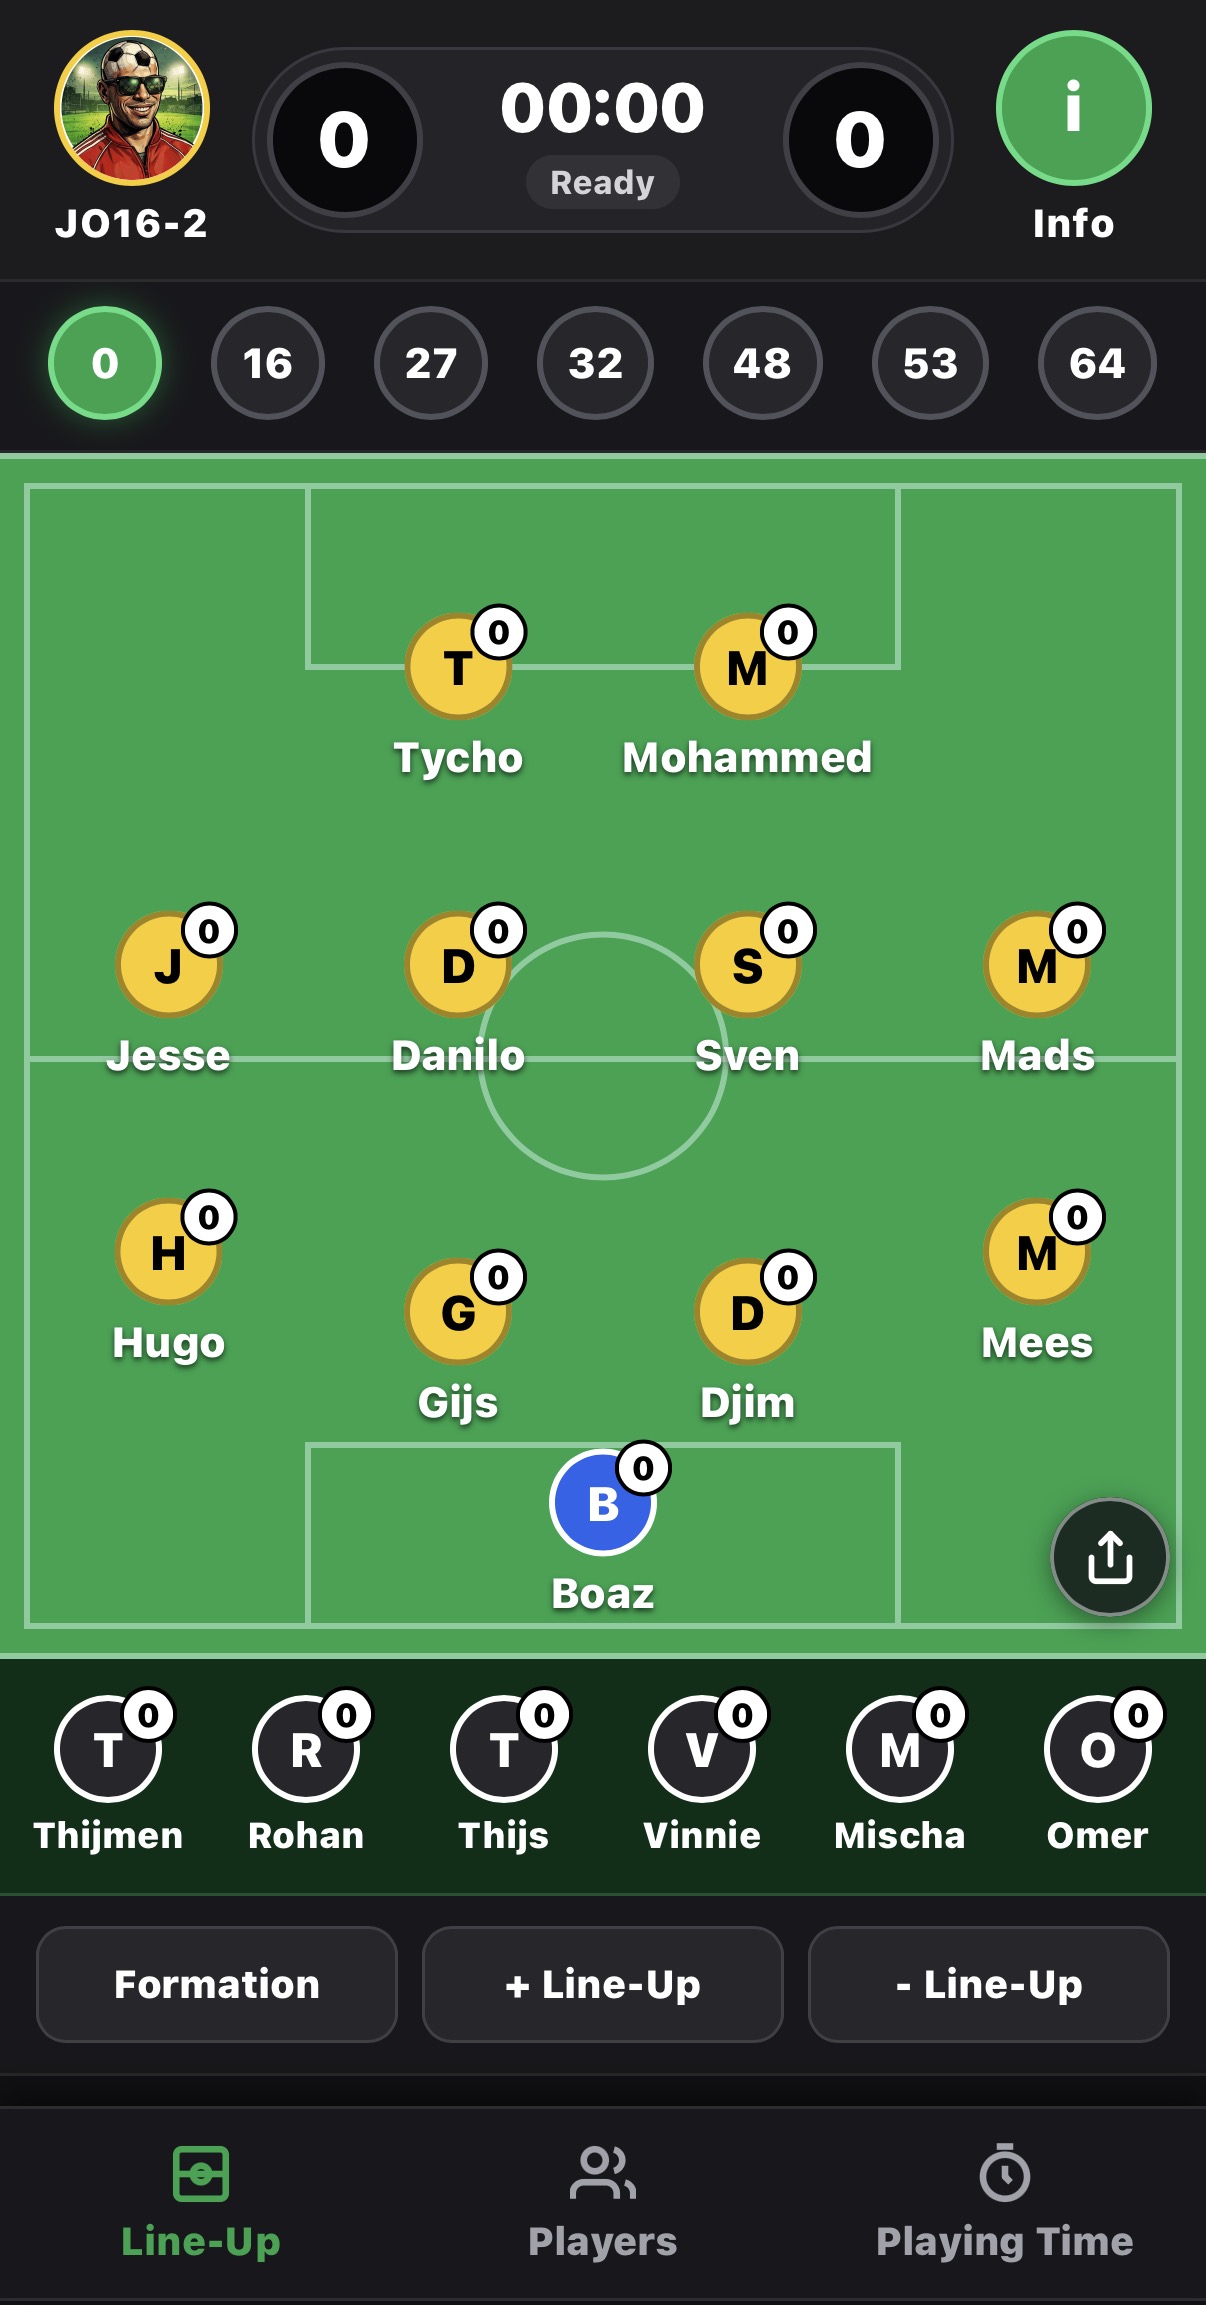 0
00:00
Ready
0
i
JO16-2
Info
0 16 27 32 48 53 64
T 0 M 0
Tycho Mohammed
J 0 D 0 S 0 M 0
Jesse Danilo Sven Mads
H 0 M 0
Hugo Mees
G 0 D 0
Gijs Djim
B 0
Boaz
T 0 R 0 T 0 V 0 M 0 O 0
Thijmen Rohan Thijs Vinnie Mischa Omer
Formation + Line-Up - Line-Up
Line-Up Players Playing Time